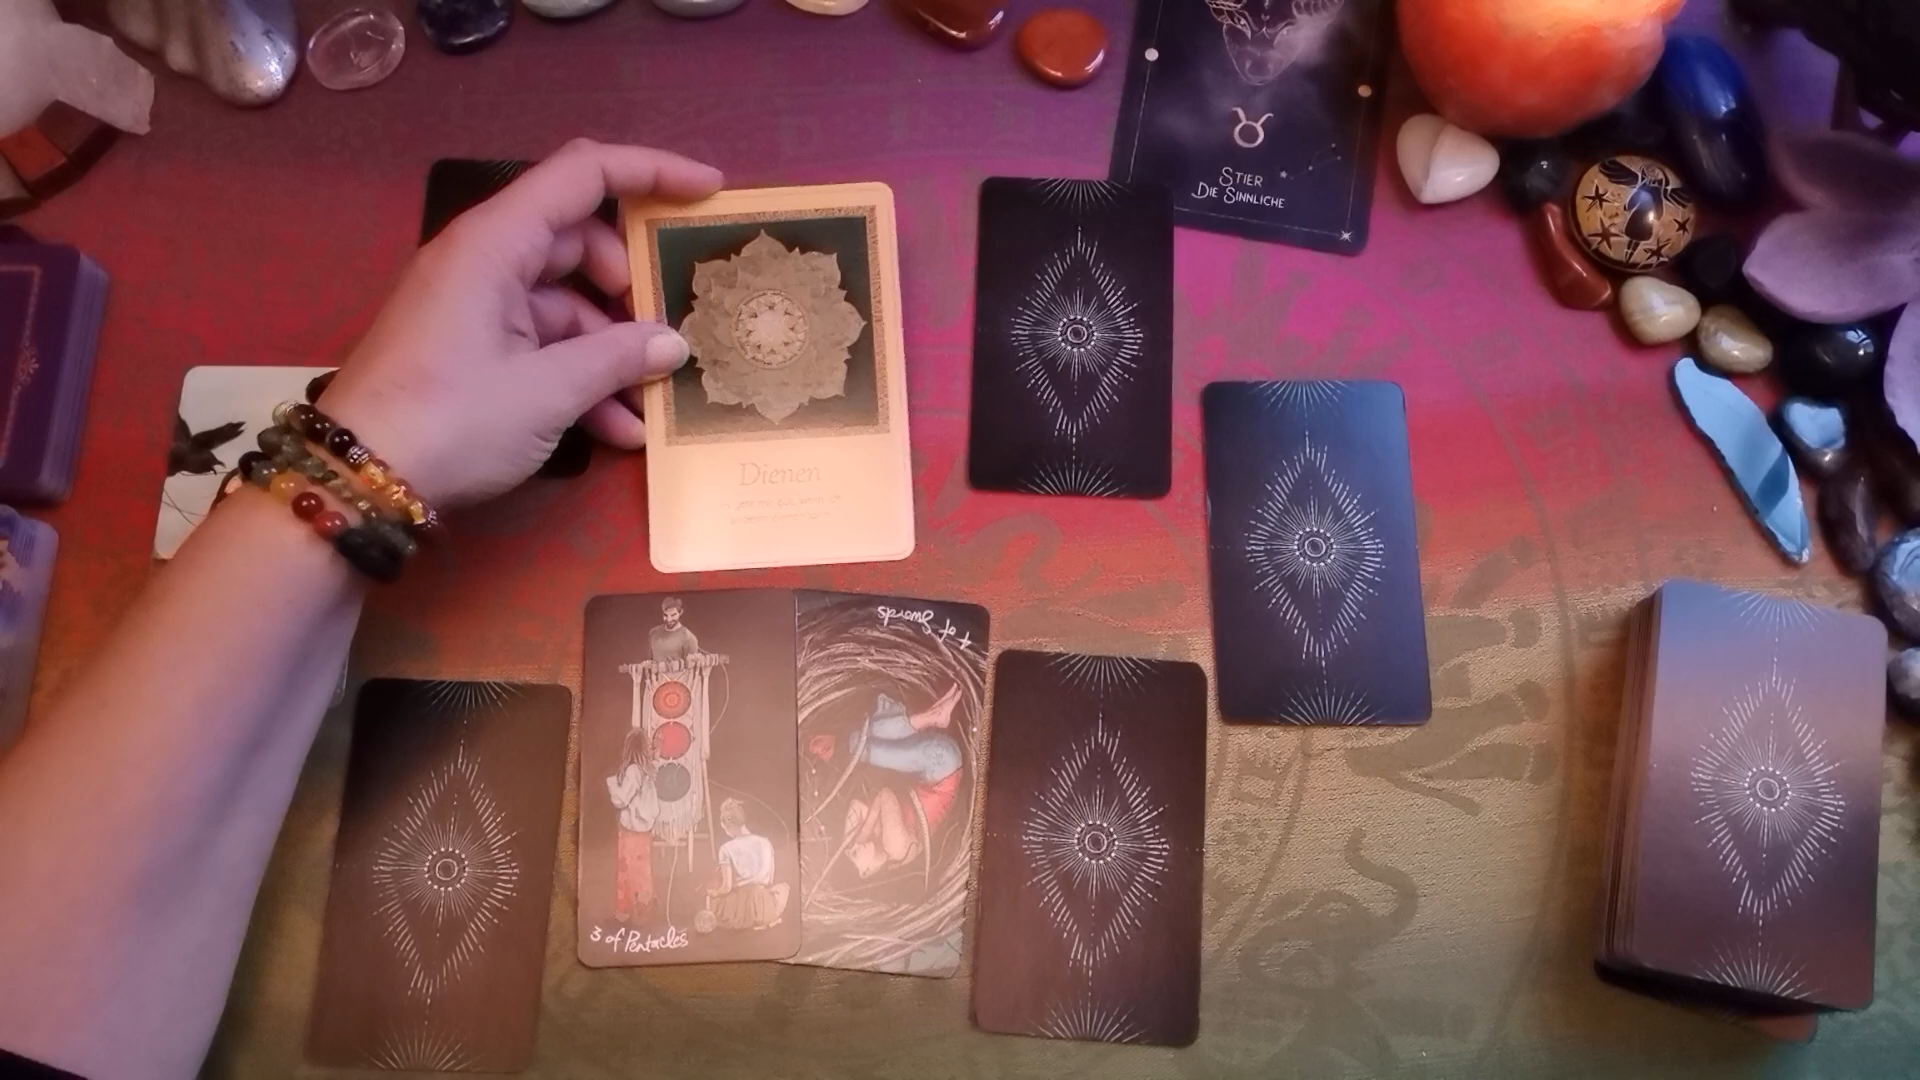 STIER
DIE SINNLICHE
Dienen
4 of Swords
3 of Pentacles